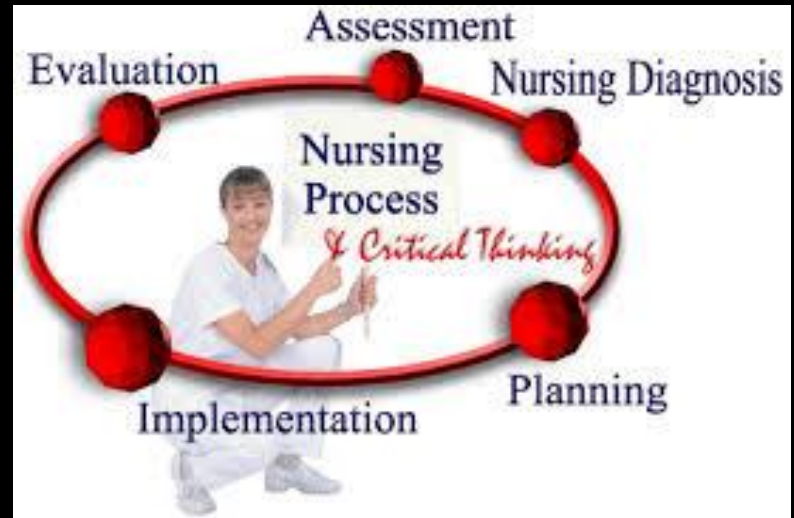 Assessment
Evaluation
Nursing Diagnosis
Nursing
Process
& Critical Thinking
Planning
Implementation